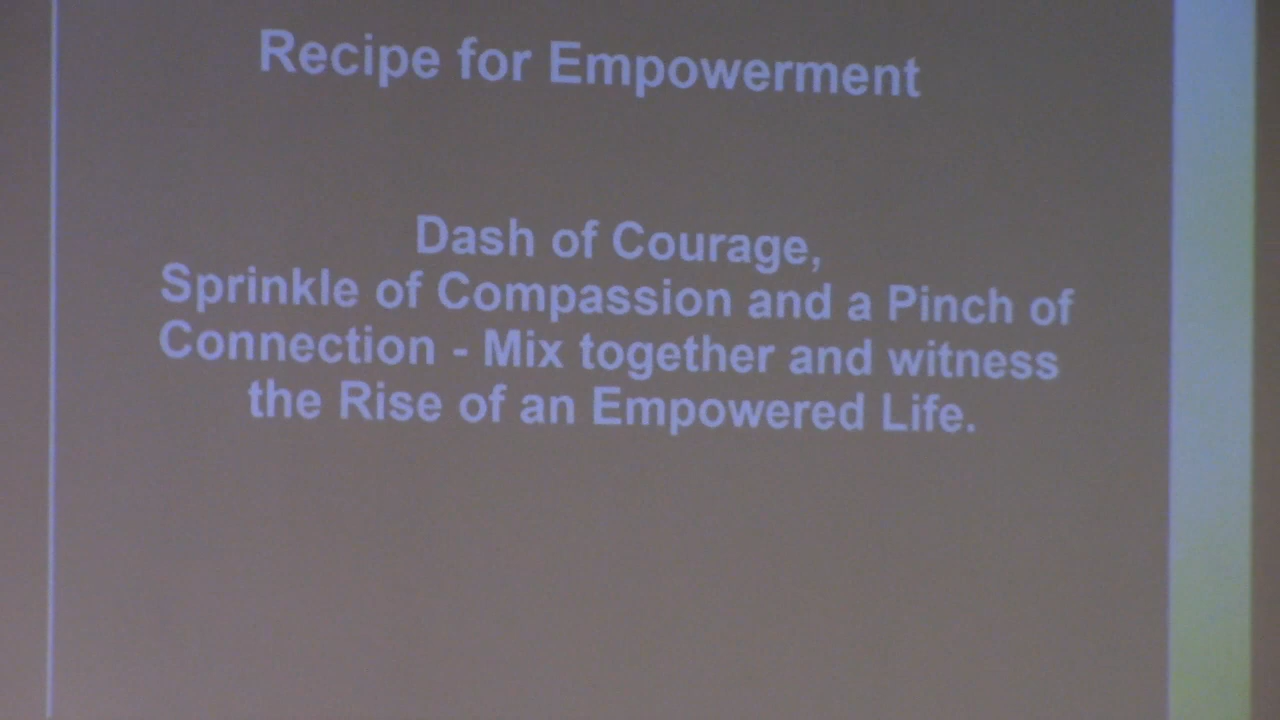 Recipe for Empowerment
Dash of Courage,
Sprinkle of Compassion and a Pinch of
Connection - Mix together and witness
the Rise of an Empowered Life.